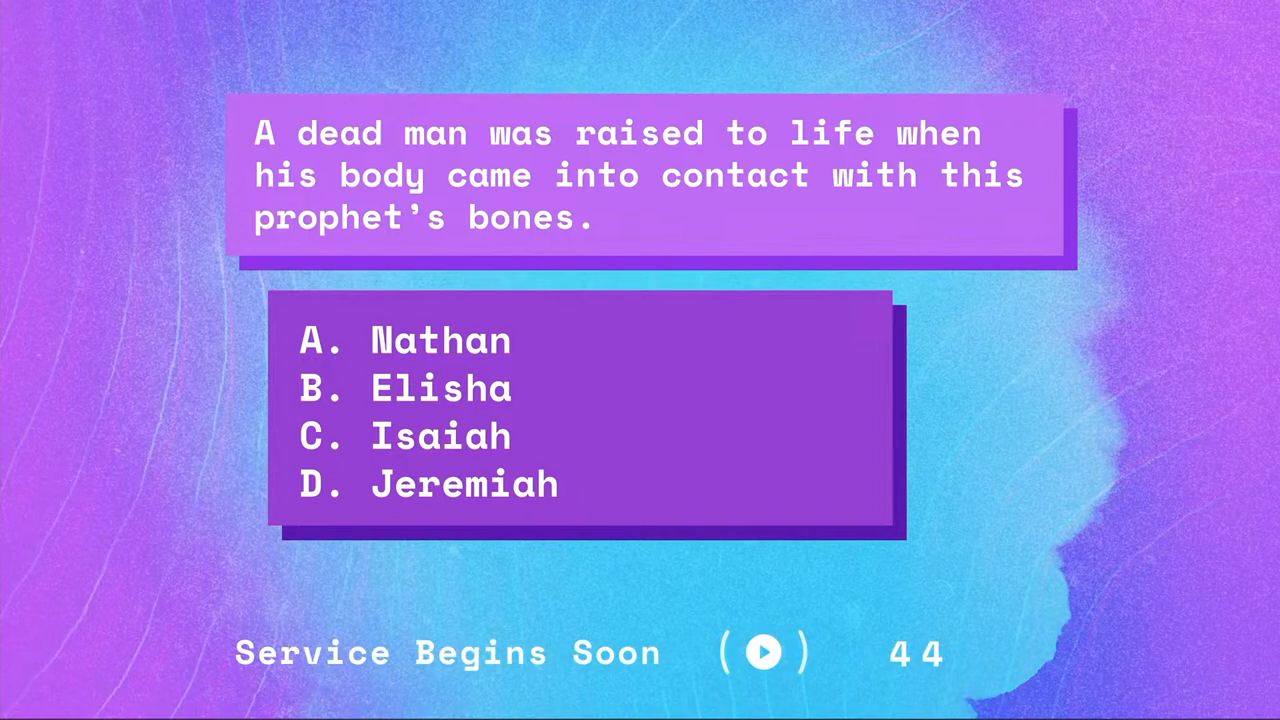 A dead man was raised to life when
his body came into contact with this
prophet’s bones.
A. Nathan
B. Elisha
C. Isaiah
D. Jeremiah
Service Begins Soon ( ) 44